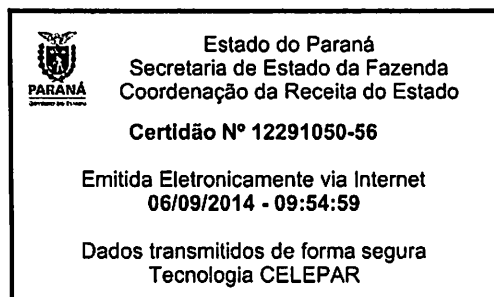 Estado do Paraná
Secretaria de Estado da Fazenda
PARANÁ
Coordenação da Receita do Estado
Certidão Nº 12291050-56
Emitida Eletronicamente via Internet
06/09/2014 - 09:54:59
Dados transmitidos de forma segura
Tecnologia CELEPAR